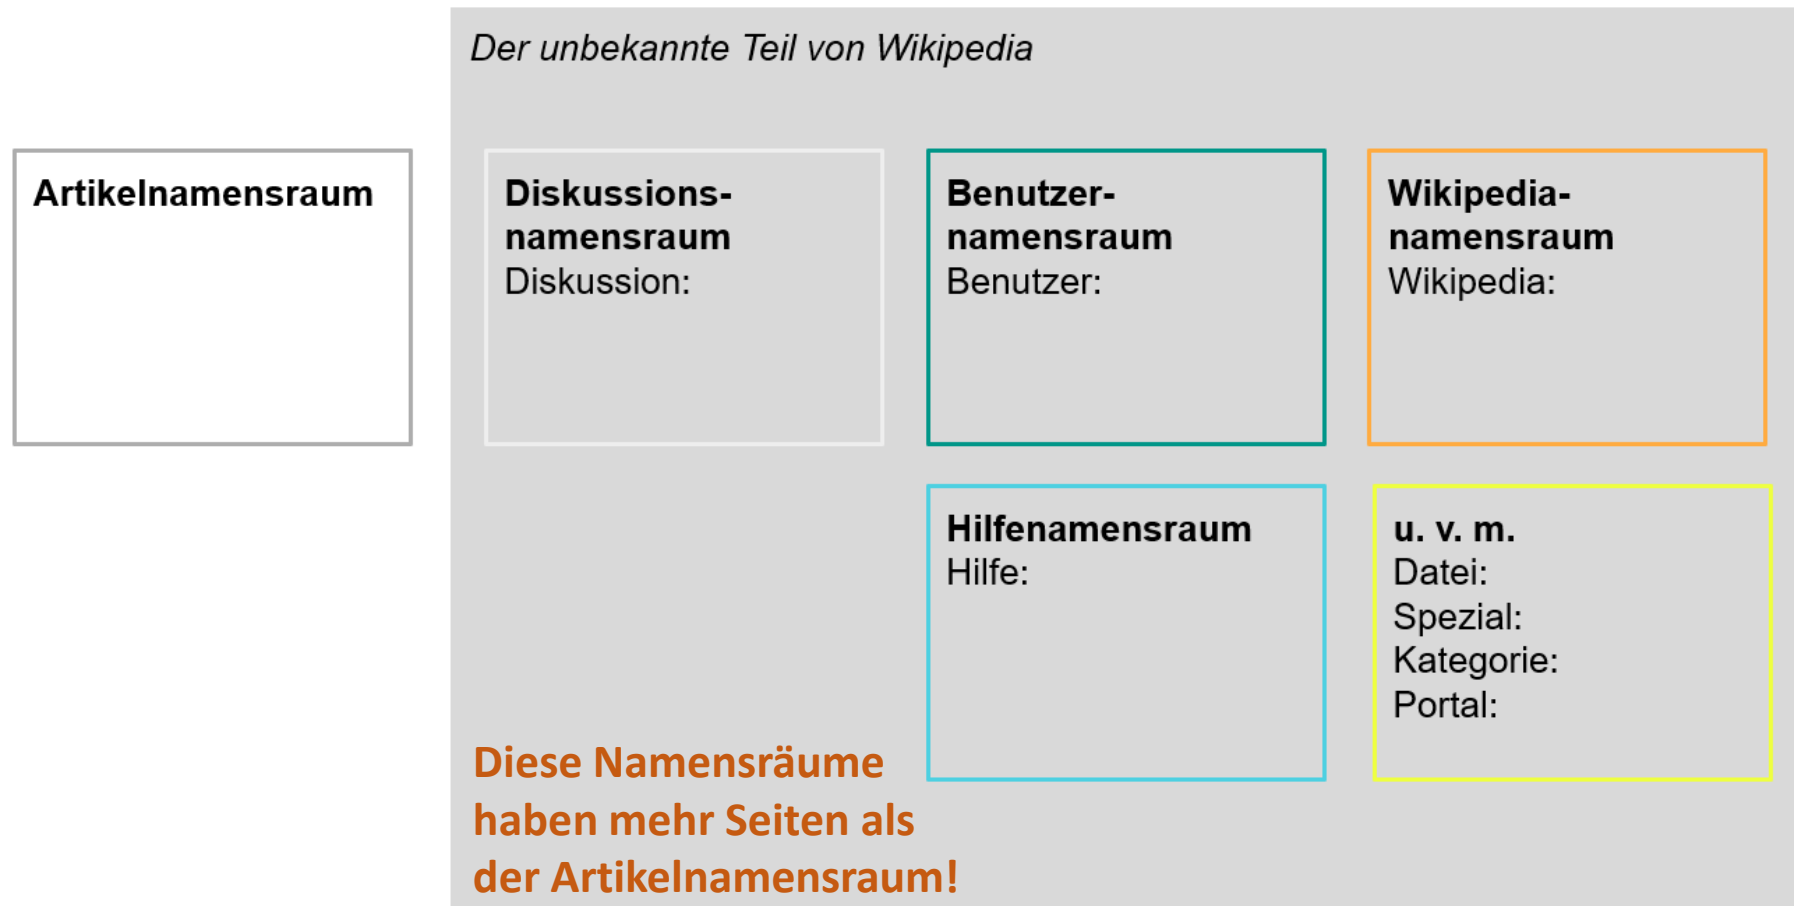 Der unbekannte Teil von Wikipedia
Artikelnamensraum
Diskussions-
namensraum
Diskussion:
Benutzer-
namensraum
Benutzer:
Wikipedia-
namensraum
Wikipedia:
Hilfenamensraum
Hilfe:
u. v. m.
Datei:
Spezial:
Kategorie:
Portal:
Diese Namensräume
haben mehr Seiten als
der Artikelnamensraum!